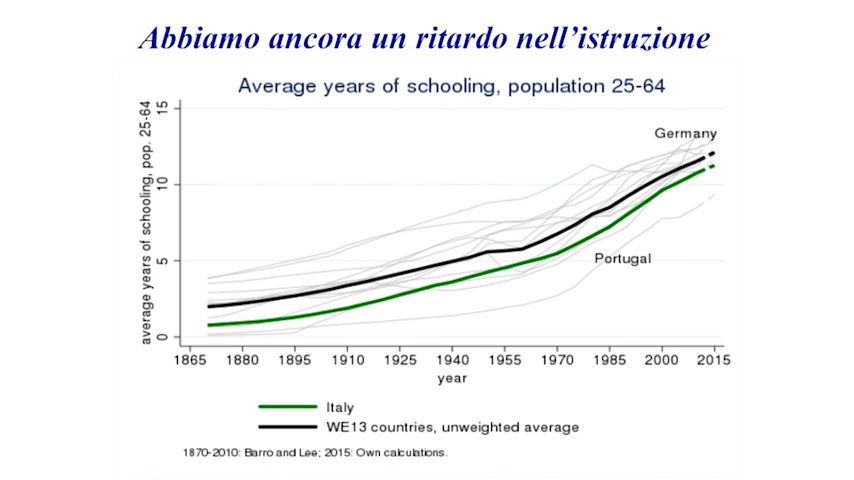 Abbiamo ancora un ritardo nell’istruzione
Average years of schooling, population 25-64
average years of schooling, pop. 25-64
15
10
5
0
Germany
Portugal
1865 1880 1895 1910 1925 1940 1955 1970 1985 2000 2015
year
Italy
WE13 countries, unweighted average
1870-2010: Barro and Lee; 2015: Own calculations.